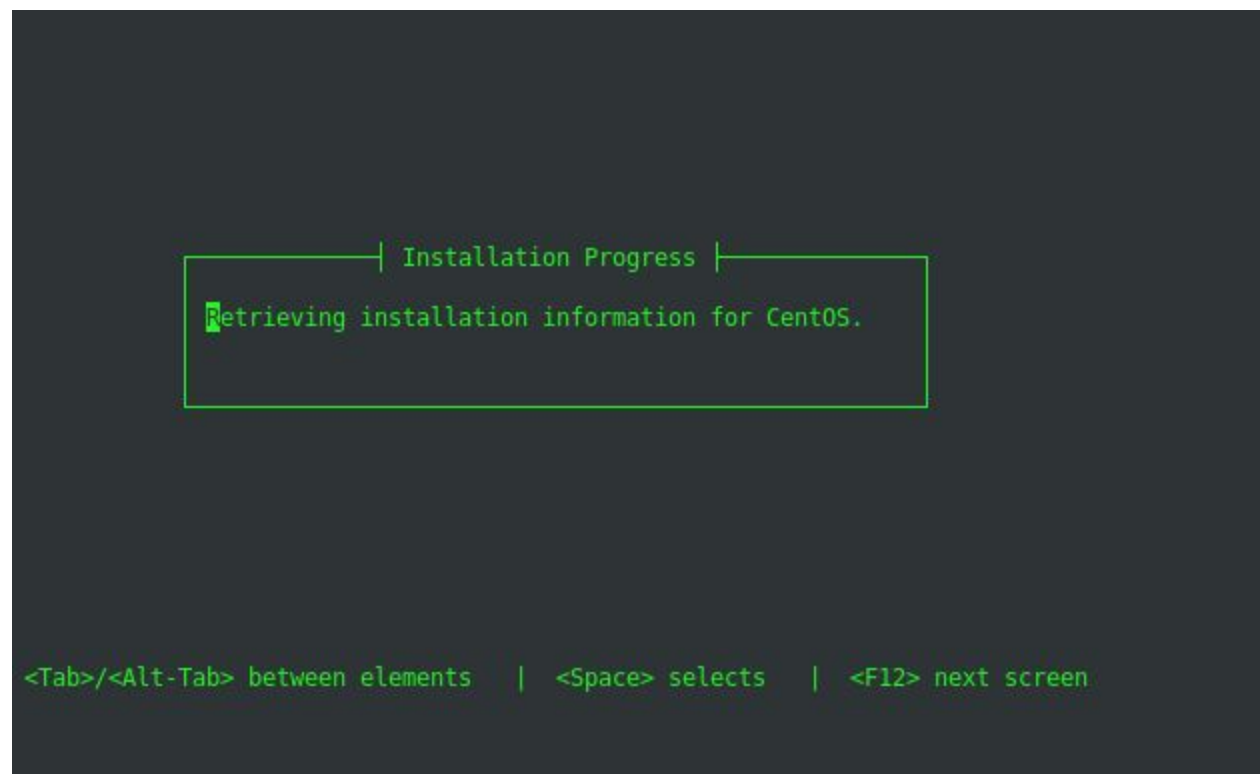 Installation Progress
Retrieving installation information for CentOS.
<Tab>/<Alt-Tab> between elements | <Space> selects | <F12> next screen